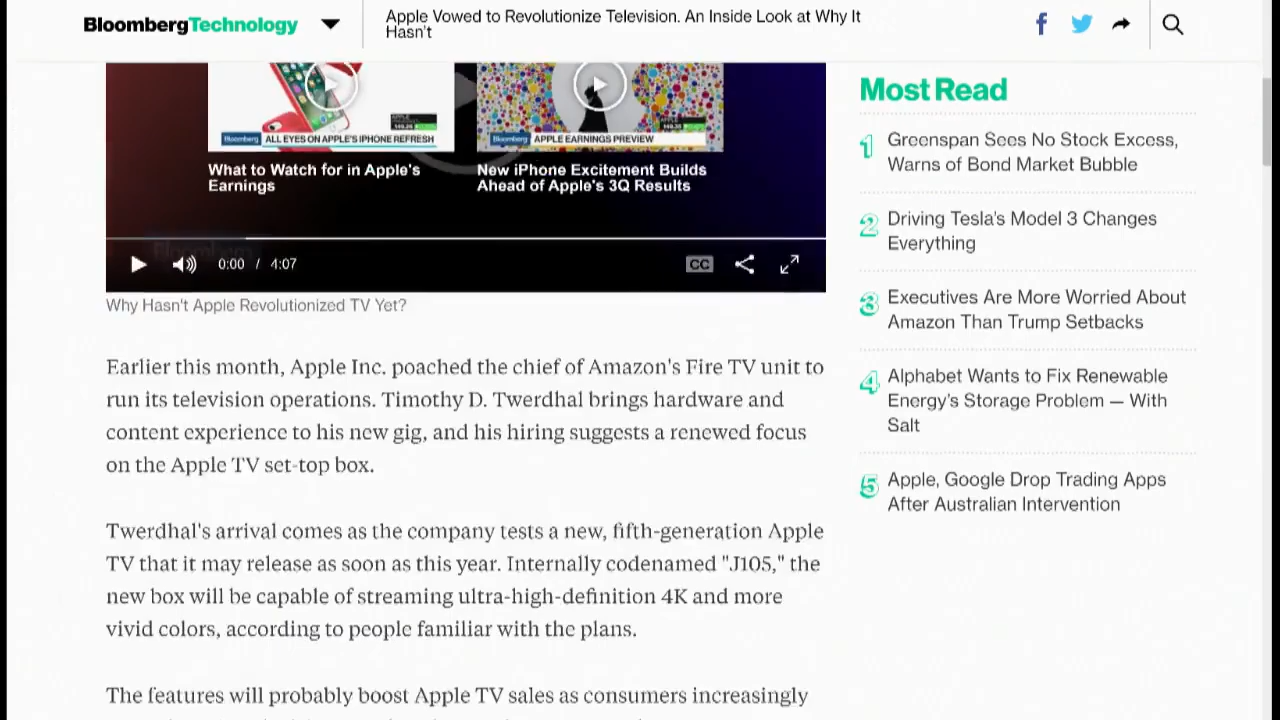 BloombergTechnology
Apple Vowed to Revolutionize Television. An Inside Look at Why It
Hasn't
Bloomberg ALL EYES ON APPLE'S IPHONE REFRESH
Bloomberg APPLE EARNINGS PREVIEW
What to Watch for in Apple's
Earnings
New iPhone Excitement Builds
Ahead of Apple's 3Q Results
0:00 / 4:07
CC
Why Hasn't Apple Revolutionized TV Yet?
Earlier this month, Apple Inc. poached the chief of Amazon's Fire TV unit to
run its television operations. Timothy D. Twerdhal brings hardware and
content experience to his new gig, and his hiring suggests a renewed focus
on the Apple TV set-top box.
Twerdhal's arrival comes as the company tests a new, fifth-generation Apple
TV that it may release as soon as this year. Internally codenamed "J105," the
new box will be capable of streaming ultra-high-definition 4K and more
vivid colors, according to people familiar with the plans.
The features will probably boost Apple TV sales as consumers increasingly
Most Read
1 Greenspan Sees No Stock Excess,
Warns of Bond Market Bubble
2 Driving Tesla's Model 3 Changes
Everything
3 Executives Are More Worried About
Amazon Than Trump Setbacks
4 Alphabet Wants to Fix Renewable
Energy's Storage Problem — With
Salt
5 Apple, Google Drop Trading Apps
After Australian Intervention